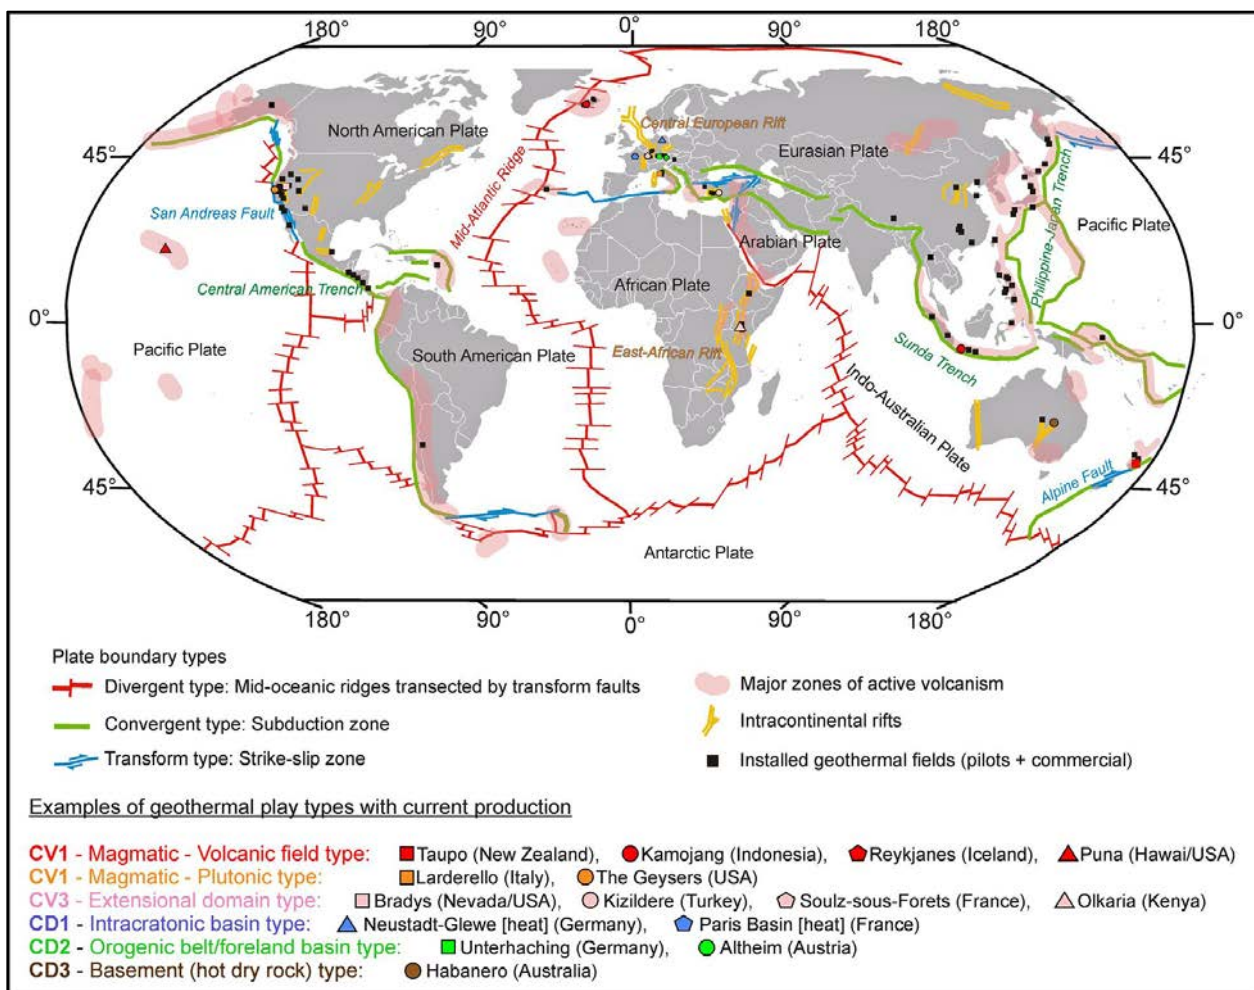 180° 90° 0° 90° 180°
North American Plate
Central European Rift
45°
Eurasian Plate
45°
Mid-Atlantic Ridge
San Andreas Fault
Philippine-Japan Trench
Pacific Plate
Arabian Plate
African Plate
Central American Trench
0°
0°
Pacific Plate
South American Plate
East-African Rift
Sunda Trench
Indo-Australian Plate
Alpine Fault
45°
45°
Antarctic Plate
180° 90° 0° 90° 180°
Plate boundary types
Divergent type: Mid-oceanic ridges transected by transform faults
Convergent type: Subduction zone
Transform type: Strike-slip zone
Major zones of active volcanism
Intracontinental rifts
Installed geothermal fields (pilots + commercial)
Examples of geothermal play types with current production
CV1 - Magmatic - Volcanic field type: Taupo (New Zealand), Kamojang (Indonesia), Reykjanes (Iceland), Puna (Hawai/USA)
CV1 - Magmatic - Plutonic type: Larderello (Italy), The Geysers (USA)
CV3 - Extensional domain type: Bradys (Nevada/USA), Kizildere (Turkey), Soulz-sous-Forets (France), Olkaria (Kenya)
CD1 - Intracratonic basin type: Neustadt-Glewe [heat] (Germany), Paris Basin [heat] (France)
CD2 - Orogenic belt/foreland basin type: Unterhaching (Germany), Altheim (Austria)
CD3 - Basement (hot dry rock) type: Habanero (Australia)